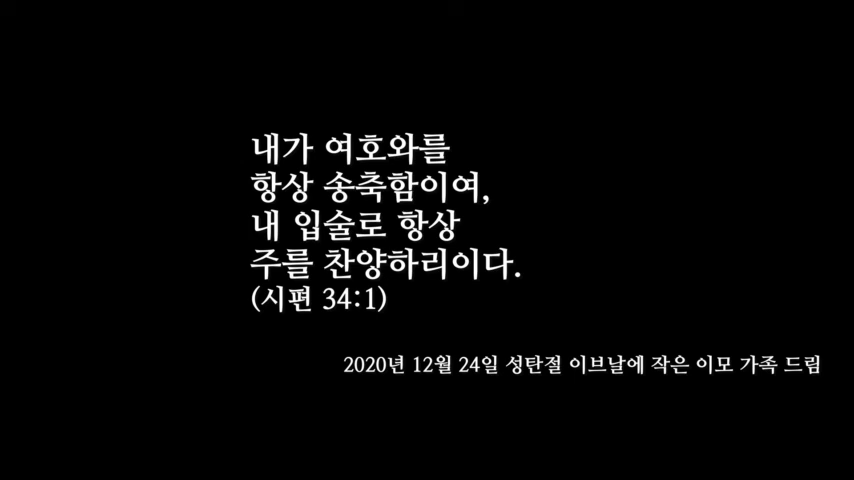 내가 여호와를
항상 송축함이여,
내 입술로 항상
주를 찬양하리이다.
(시편 34:1)
2020년 12월 24일 성탄절 이브날에 작은 이모 가족 드림